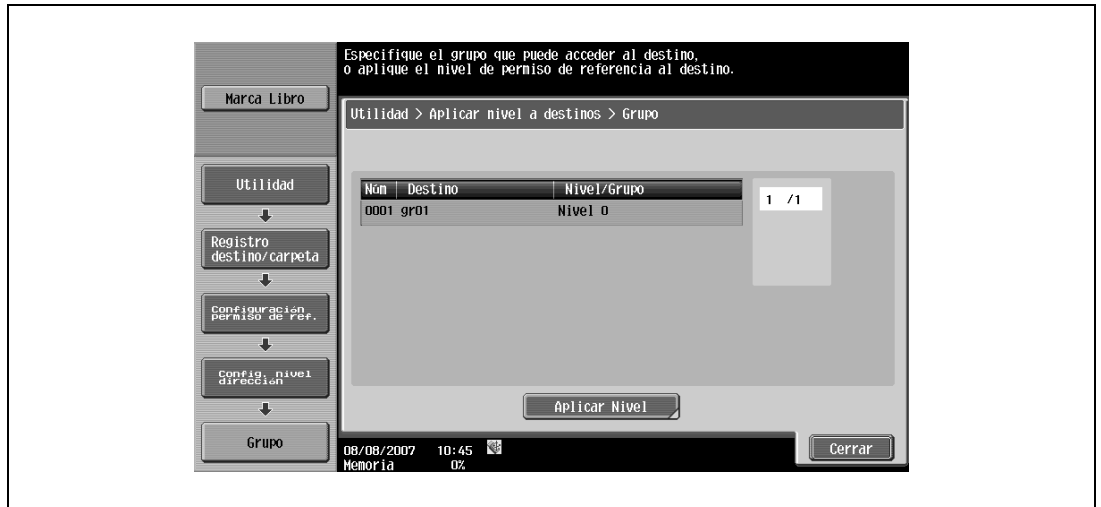 Especifique el grupo que puede acceder al destino,
o aplique el nivel de permiso de referencia al destino.
Marca Libro
Utilidad > Aplicar nivel a destinos > Grupo
Utilidad
Registro
destino/carpeta
Configuración
permiso de ref.
Config. nivel
dirección
Grupo
Núm Destino Nivel/Grupo
0001 gr01 Nivel 0
1 /1
Aplicar Nivel
08/08/2007 10:45
Memoria 0%
Cerrar